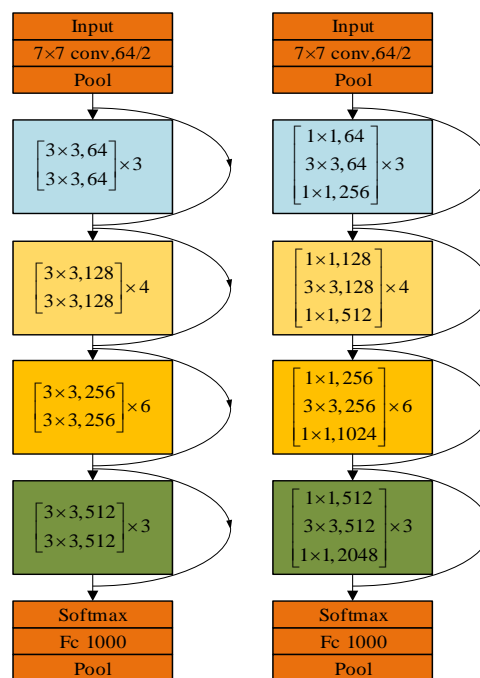 Input
7×7 conv,64/2
Pool
[3×3,64
3×3,64]×3
[3×3,128
3×3,128]×4
[3×3,256
3×3,256]×6
[3×3,512
3×3,512]×3
Softmax
Fc 1000
Pool
Input
7×7 conv,64/2
Pool
[1×1,64
3×3,64
1×1,256]×3
[1×1,128
3×3,128
1×1,512]×4
[1×1,256
3×3,256
1×1,1024]×6
[1×1,512
3×3,512
1×1,2048]×3
Softmax
Fc 1000
Pool